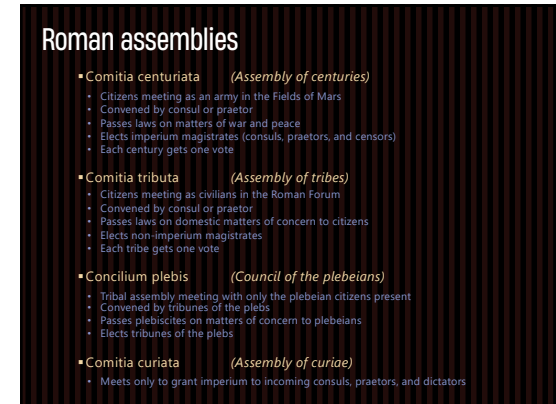 Roman assemblies
▪ Comitia centuriata (Assembly of centuries)
• Citizens meeting as an army in the Fields of Mars
• Convened by consul or praetor
• Passes laws on matters of war and peace
• Elects imperium magistrates (consuls, praetors, and censors)
• Each century gets one vote
▪ Comitia tributa (Assembly of tribes)
• Citizens meeting as civilians in the Roman Forum
• Convened by consul or praetor
• Passes laws on domestic matters of concern to citizens
• Elects non-imperium magistrates
• Each tribe gets one vote
▪ Concilium plebis (Council of the plebeians)
• Tribal assembly meeting with only the plebeian citizens present
• Convened by tribunes of the plebs
• Passes plebiscites on matters of concern to plebeians
• Elects tribunes of the plebs
▪ Comitia curiata (Assembly of curiae)
• Meets only to grant imperium to incoming consuls, praetors, and dictators